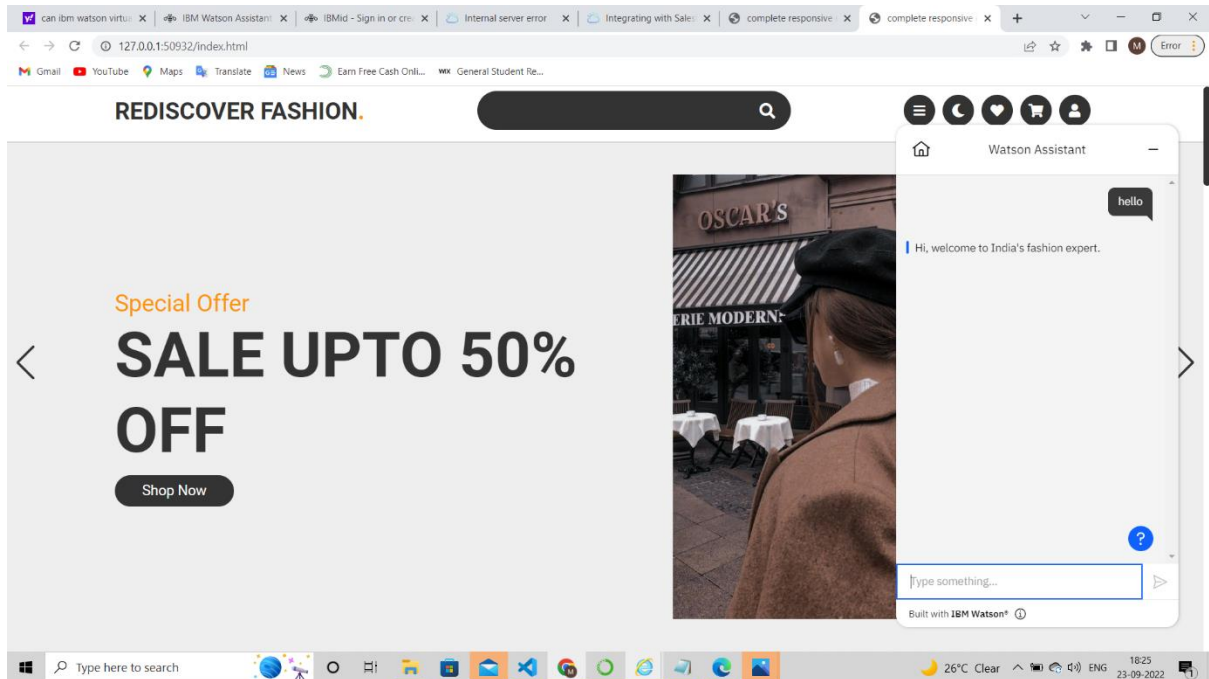 can ibm watson virtu
IBM Watson Assistant
IBMid - Sign in or cre
Internal server error
Integrating with Sales
complete responsive
complete responsive
127.0.0.1:50932/index.html
M
Error
Gmail
YouTube
Maps
Translate
News
Earn Free Cash Onli...
WIX General Student Re...
REDISCOVER FASHION.
Watson Assistant
hello
Hi, welcome to India's fashion expert.
OSCAR'S
ERIE MODERN
Special Offer
SALE UPTO 50%
OFF
Shop Now
?
Type something...
Built with IBM Watson®
Type here to search
26°C Clear
ENG
18:25
23-09-2022
1